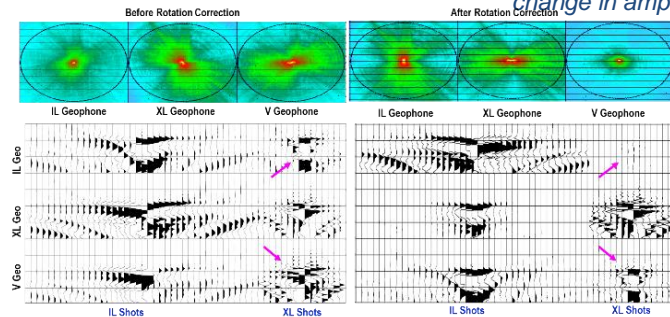 change in amp
Before Rotation Correction
After Rotation Correction
IL Geophone XL Geophone V Geophone
IL Geophone XL Geophone V Geophone
IL Geo
XL Geo
V Geo
IL Shots XL Shots
IL Shots XL Shots